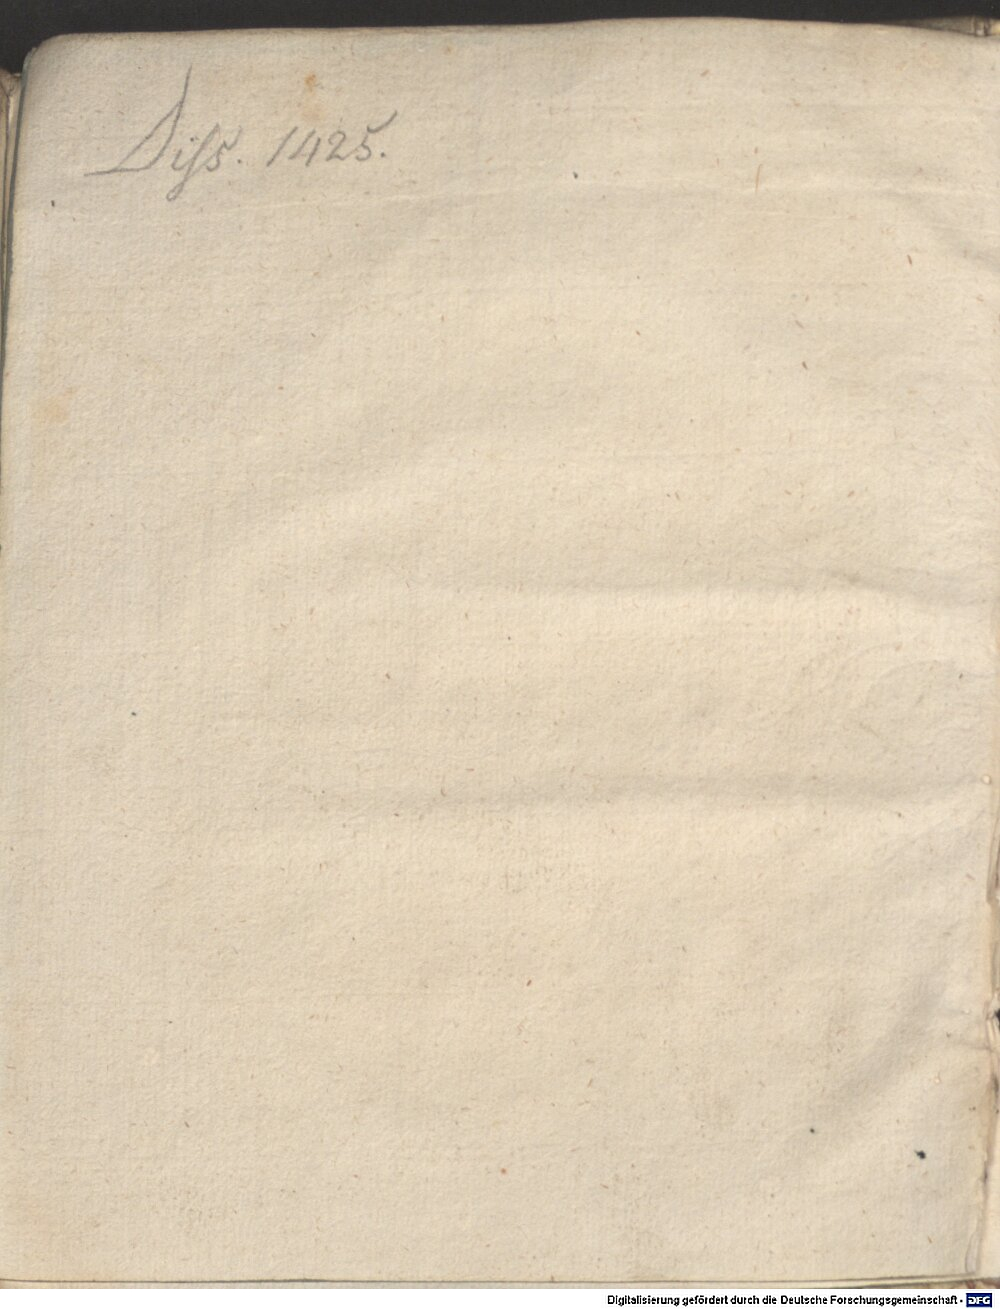 Diſs. 1425.
Digitalisierung gefördert durch die Deutsche Forschungsgemeinschaft - DFG